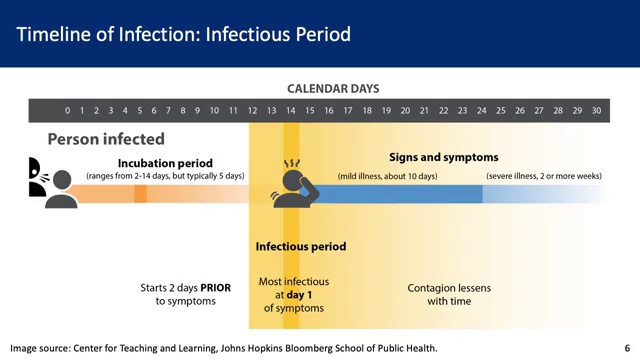 Timeline of Infection: Infectious Period
CALENDAR DAYS
0 1 2 3 4 5 6 7 8 9 10 11 12 13 14 15 16 17 18 19 20 21 22 23 24 25 26 27 28 29 30
Person infected
Incubation period
(ranges from 2-14 days, but typically 5 days)
Signs and symptoms
(mild illness, about 10 days)
(severe illness, 2 or more weeks)
Infectious period
Starts 2 days PRIOR
to symptoms
Most infectious
at day 1
of symptoms
Contagion lessens
with time
Image source: Center for Teaching and Learning, Johns Hopkins Bloomberg School of Public Health.
6